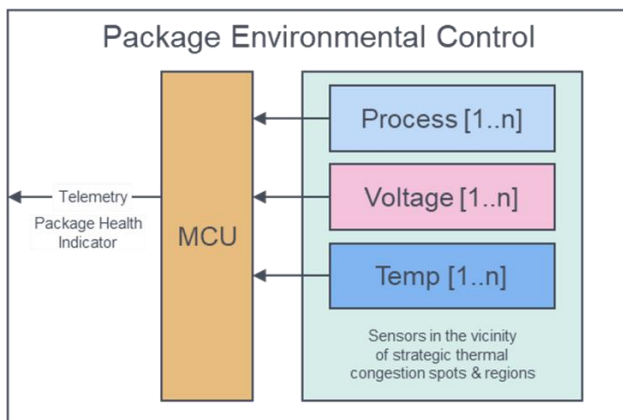 Package Environmental Control
Process [1..n]
Telemetry
Package Health
Indicator
MCU
Voltage [1..n]
Temp [1..n]
Sensors in the vicinity
of strategic thermal
congestion spots & regions